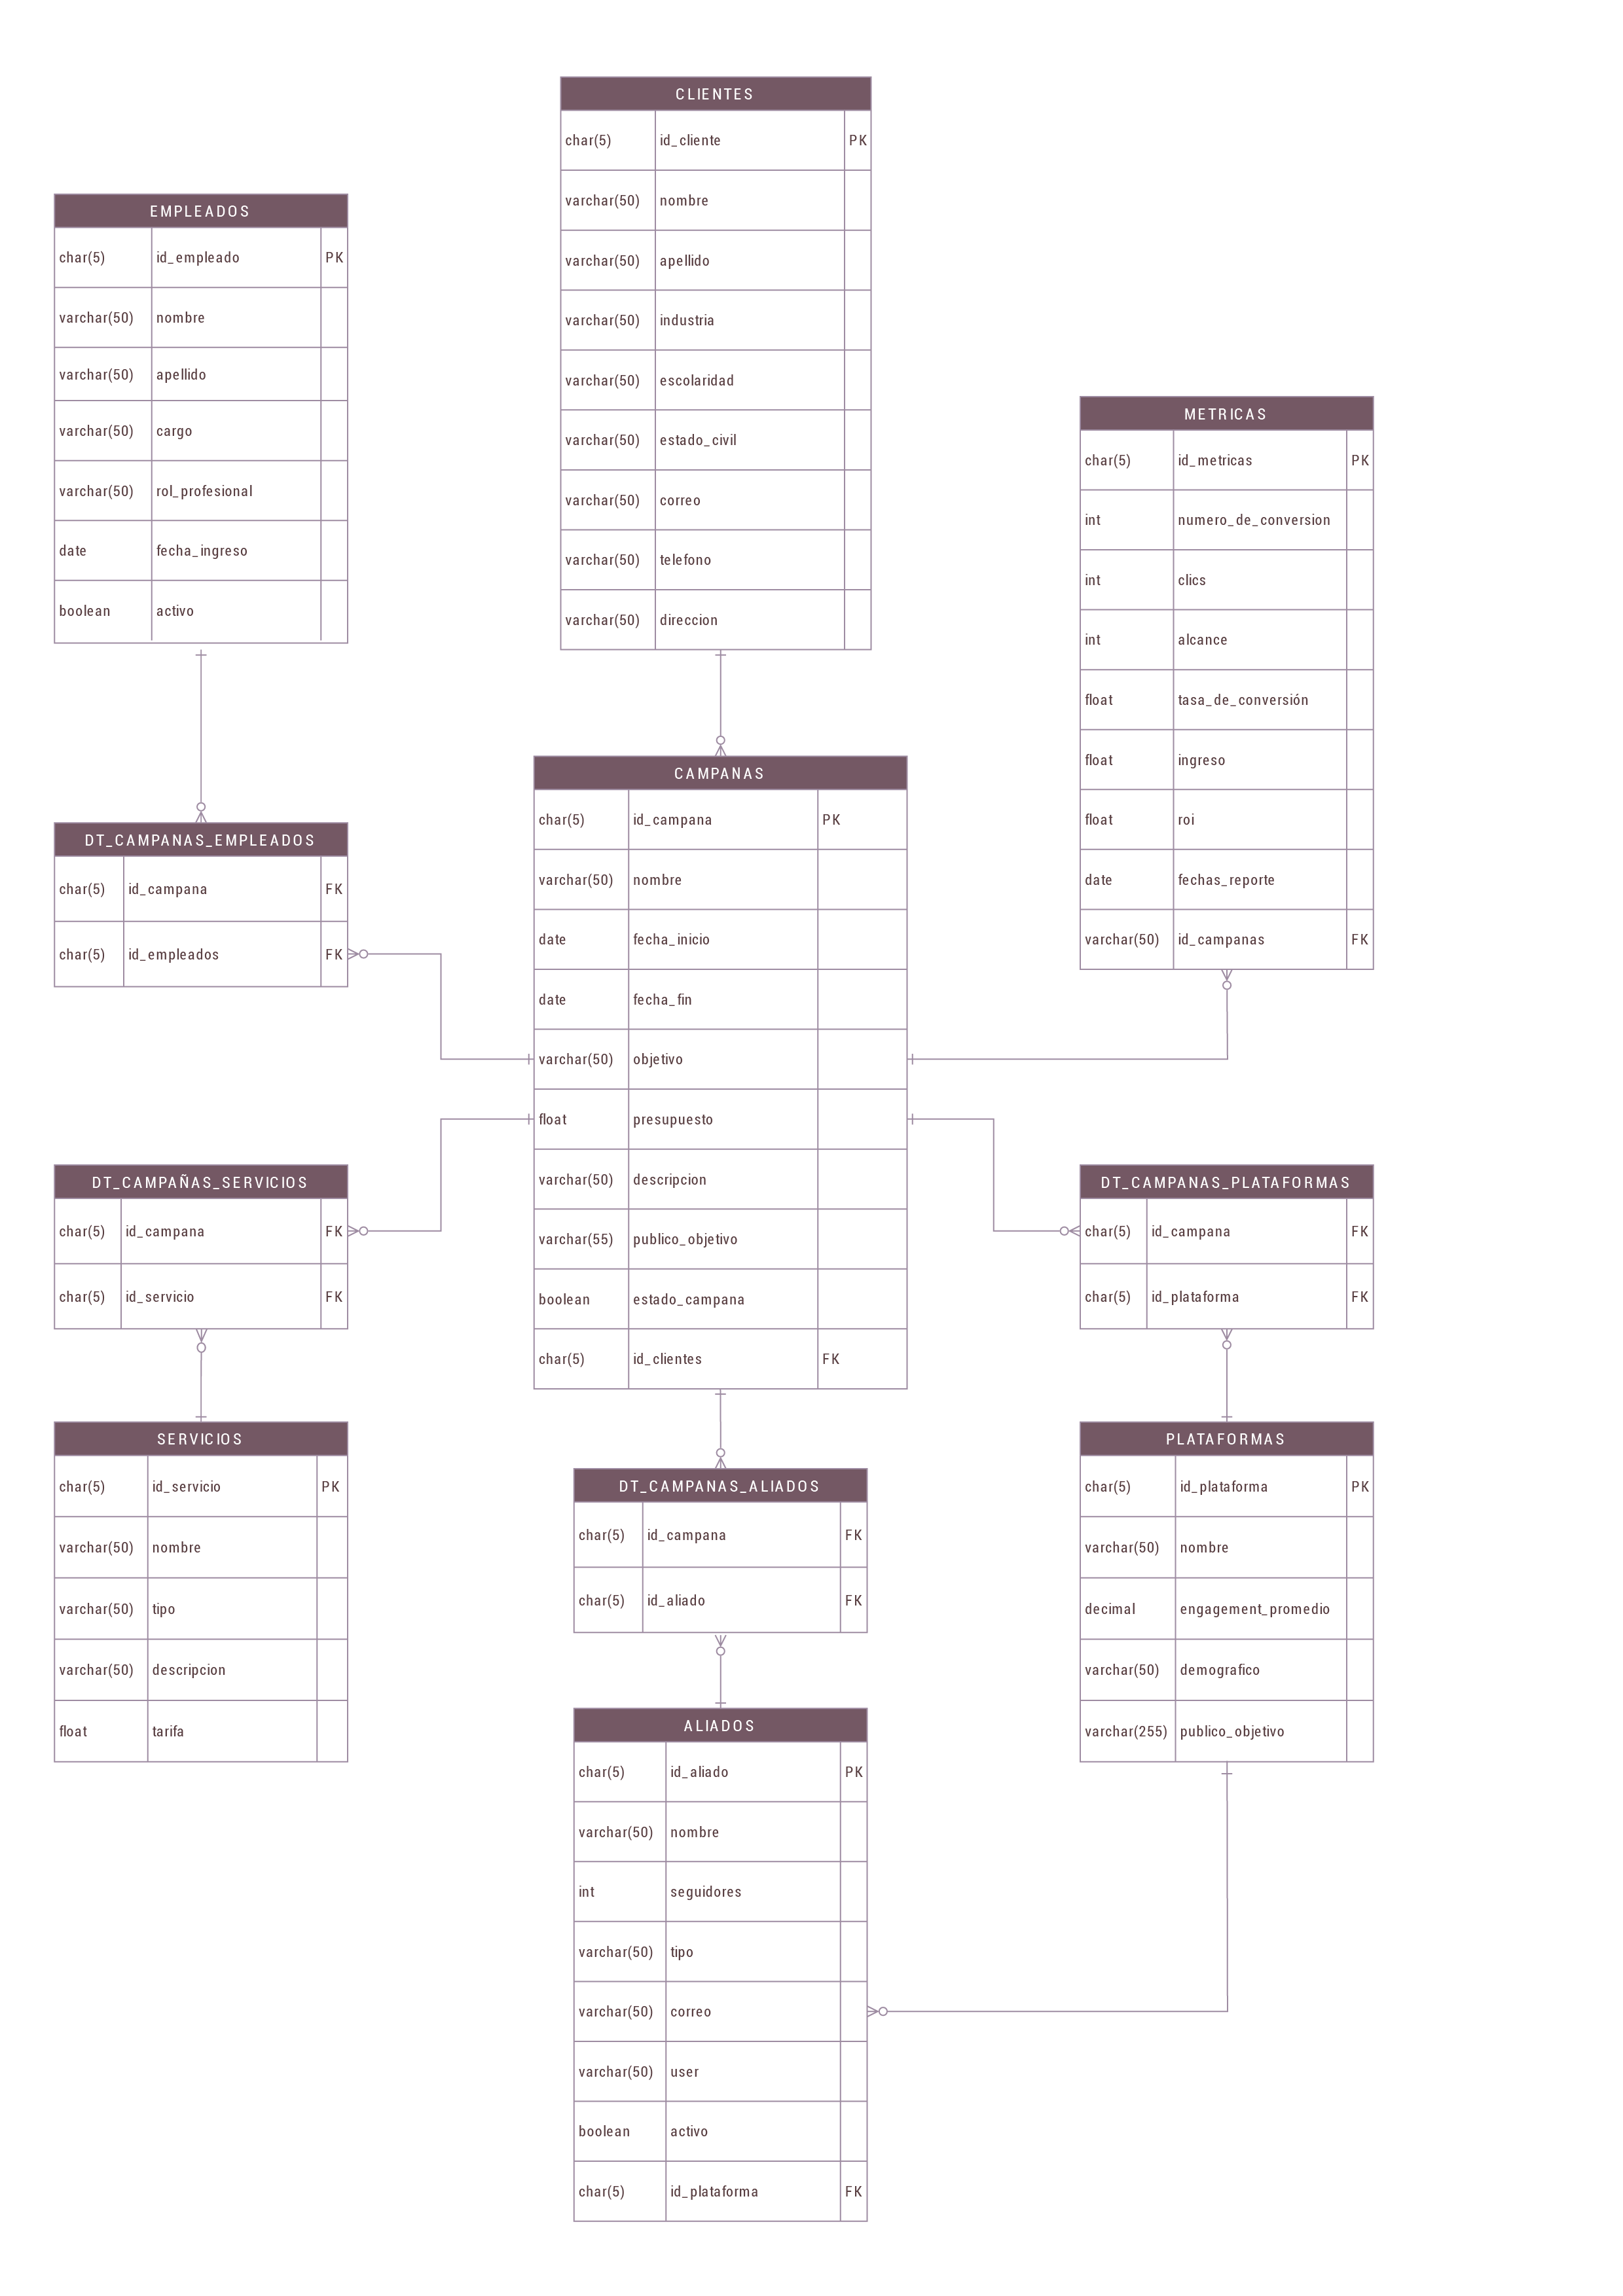 CLIENTES
char(5) id_cliente PK
varchar(50) nombre
varchar(50) apellido
varchar(50) industria
varchar(50) escolaridad
varchar(50) estado_civil
varchar(50) correo
varchar(50) telefono
varchar(50) direccion
EMPLEADOS
char(5) id_empleado PK
varchar(50) nombre
varchar(50) apellido
varchar(50) cargo
varchar(50) rol_profesional
date fecha_ingreso
boolean activo
METRICAS
char(5) id_metricas PK
int numero_de_conversion
int clics
int alcance
float tasa_de_conversión
float ingreso
float roi
date fechas_reporte
varchar(50) id_campanas FK
CAMPANAS
char(5) id_campana PK
varchar(50) nombre
date fecha_inicio
date fecha_fin
varchar(50) objetivo
float presupuesto
varchar(50) descripcion
varchar(55) publico_objetivo
boolean estado_campana
char(5) id_clientes FK
DT_CAMPANAS_EMPLEADOS
char(5) id_campana FK
char(5) id_empleados FK
DT_CAMPAÑAS_SERVICIOS
char(5) id_campana FK
char(5) id_servicio FK
DT_CAMPANAS_PLATAFORMAS
char(5) id_campana FK
char(5) id_plataforma FK
SERVICIOS
char(5) id_servicio PK
varchar(50) nombre
varchar(50) tipo
varchar(50) descripcion
float tarifa
DT_CAMPANAS_ALIADOS
char(5) id_campana FK
char(5) id_aliado FK
PLATAFORMAS
char(5) id_plataforma PK
varchar(50) nombre
decimal engagement_promedio
varchar(50) demografico
varchar(255) publico_objetivo
ALIADOS
char(5) id_aliado PK
varchar(50) nombre
int seguidores
varchar(50) tipo
varchar(50) correo
varchar(50) user
boolean activo
char(5) id_plataforma FK